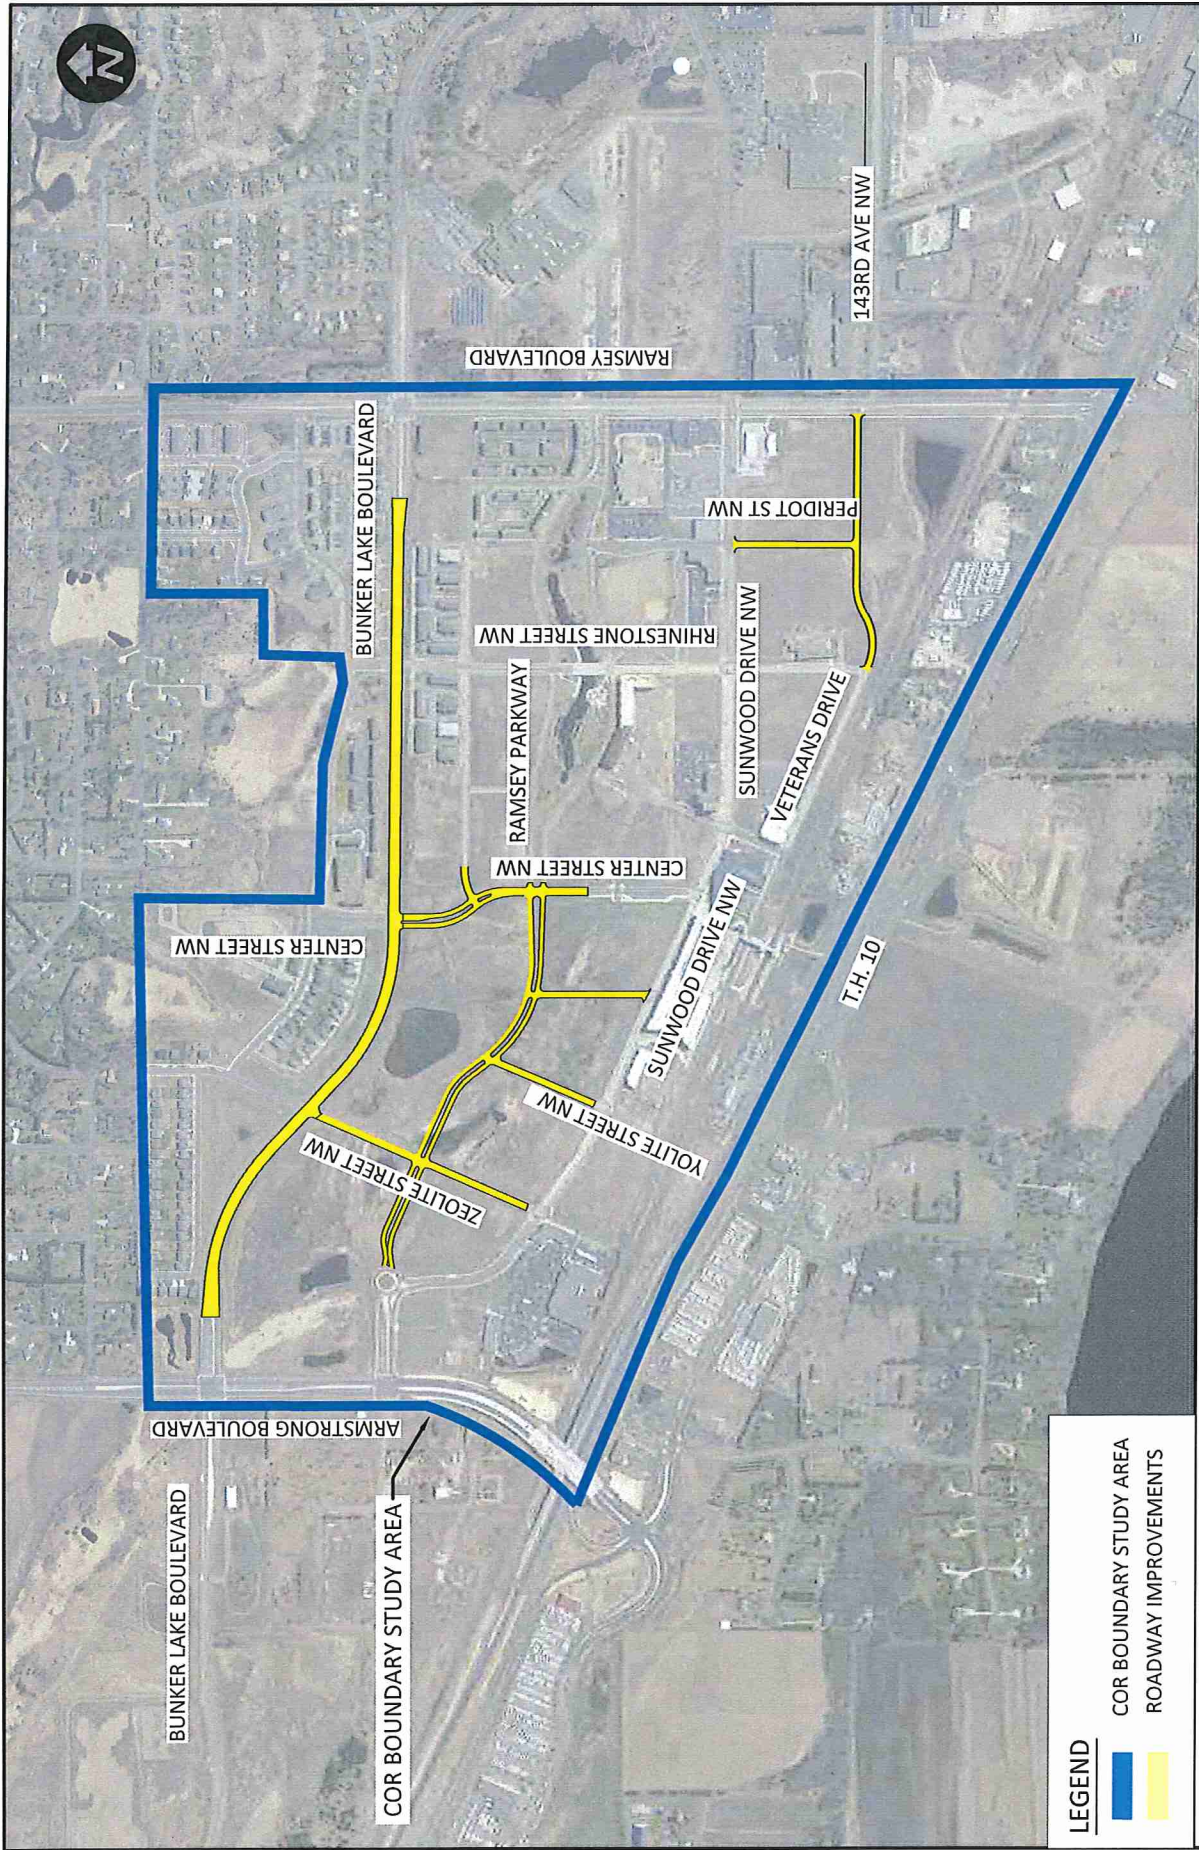 N
BUNKER LAKE BOULEVARD
ARMSTRONG BOULEVARD
COR BOUNDARY STUDY AREA
CENTER STREET NW
BUNKER LAKE BOULEVARD
RAMSEY BOULEVARD
ZEOLITE STREET NW
YOLITE STREET NW
CENTER STREET NW
RAMSEY PARKWAY
RHINESTONE STREET NW
SUNWOOD DRIVE NW
SUNWOOD DRIVE NW
VETERANS DRIVE
PERIDOT ST NW
143RD AVE NW
T.H. 10
LEGEND
COR BOUNDARY STUDY AREA
ROADWAY IMPROVEMENTS